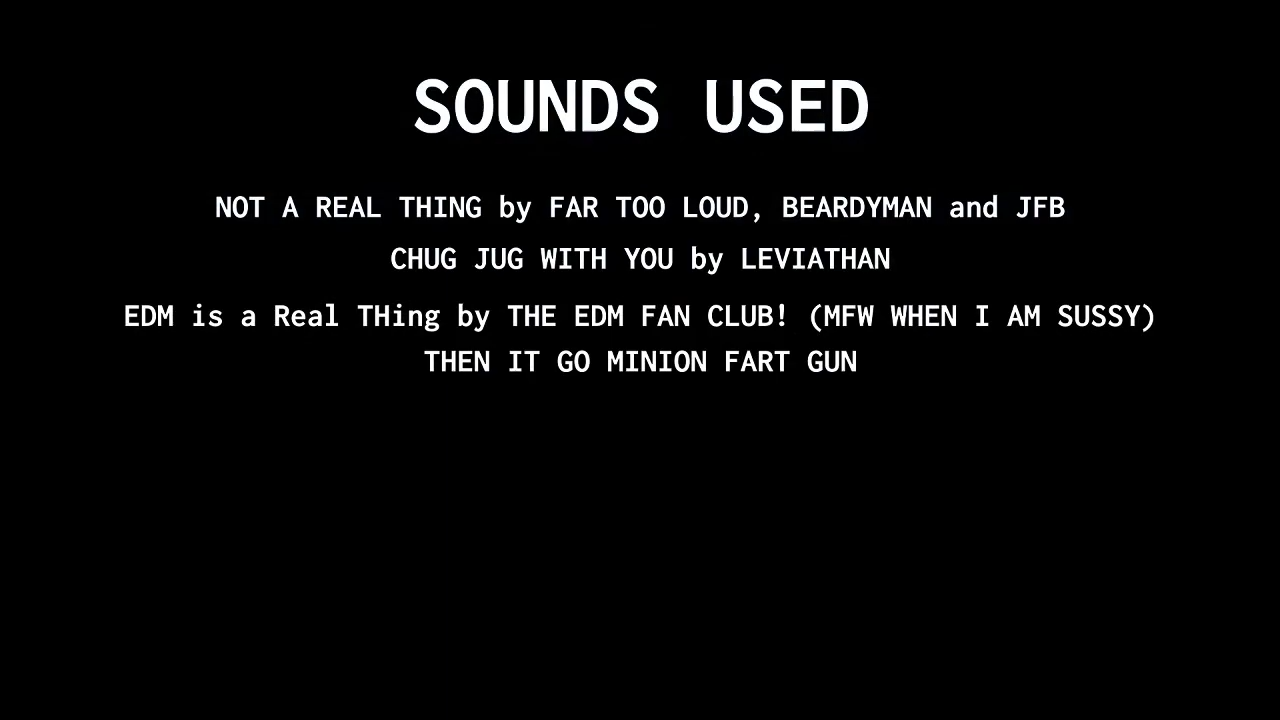 SOUNDS USED
NOT A REAL THING by FAR TOO LOUD, BEARDYMAN and JFB
CHUG JUG WITH YOU by LEVIATHAN
EDM is a Real THing by THE EDM FAN CLUB! (MFW WHEN I AM SUSSY)
THEN IT GO MINION FART GUN